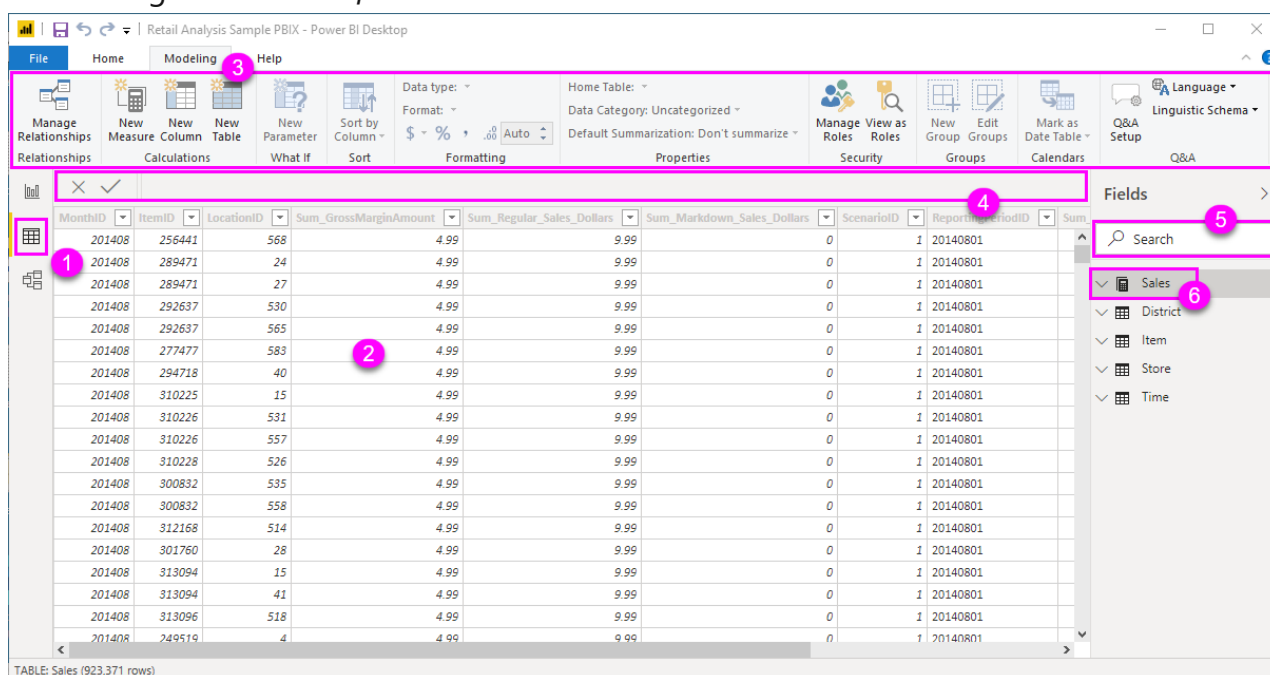 Retail Analysis Sample PBIX - Power BI Desktop
File Home Modeling Help
3
Manage Relationships New Measure New Column New Table New Parameter Sort by Column Data type: Format: $ % , .00 Auto Home Table: Data Category: Uncategorized Default Summarization: Don't summarize Manage Roles View as Roles New Group Edit Groups Mark as Date Table Q&A Setup Language Linguistic Schema
Relationships Calculations What If Sort Formatting Properties Security Groups Calendars Q&A
4
Fields
MonthID ItemID LocationID Sum_GrossMarginAmount Sum_Regular_Sales_Dollars Sum_Markdown_Sales_Dollars ScenarioID Sum_
5
Search
201408 256441 568 4.99 9.99 0 1 20140801
1
201408 289471 24 4.99 9.99 0 1 20140801
201408 289471 27 4.99 9.99 0 1 20140801
Sales
6
201408 292637 530 4.99 9.99 0 1 20140801
District
201408 292637 565 4.99 9.99 0 1 20140801
Item
201408 277477 583 4.99 9.99 0 1 20140801
2
Store
201408 294718 40 4.99 9.99 0 1 20140801
Time
201408 310225 15 4.99 9.99 0 1 20140801
201408 310226 531 4.99 9.99 0 1 20140801
201408 310226 557 4.99 9.99 0 1 20140801
201408 310228 526 4.99 9.99 0 1 20140801
201408 300832 535 4.99 9.99 0 1 20140801
201408 300832 558 4.99 9.99 0 1 20140801
201408 312168 514 4.99 9.99 0 1 20140801
201408 301760 28 4.99 9.99 0 1 20140801
201408 313094 15 4.99 9.99 0 1 20140801
201408 313094 41 4.99 9.99 0 1 20140801
201408 313096 518 4.99 9.99 0 1 20140801
201408 249519 4 4.99 9.99 0 1 20140801
TABLE: Sales (923,371 rows)